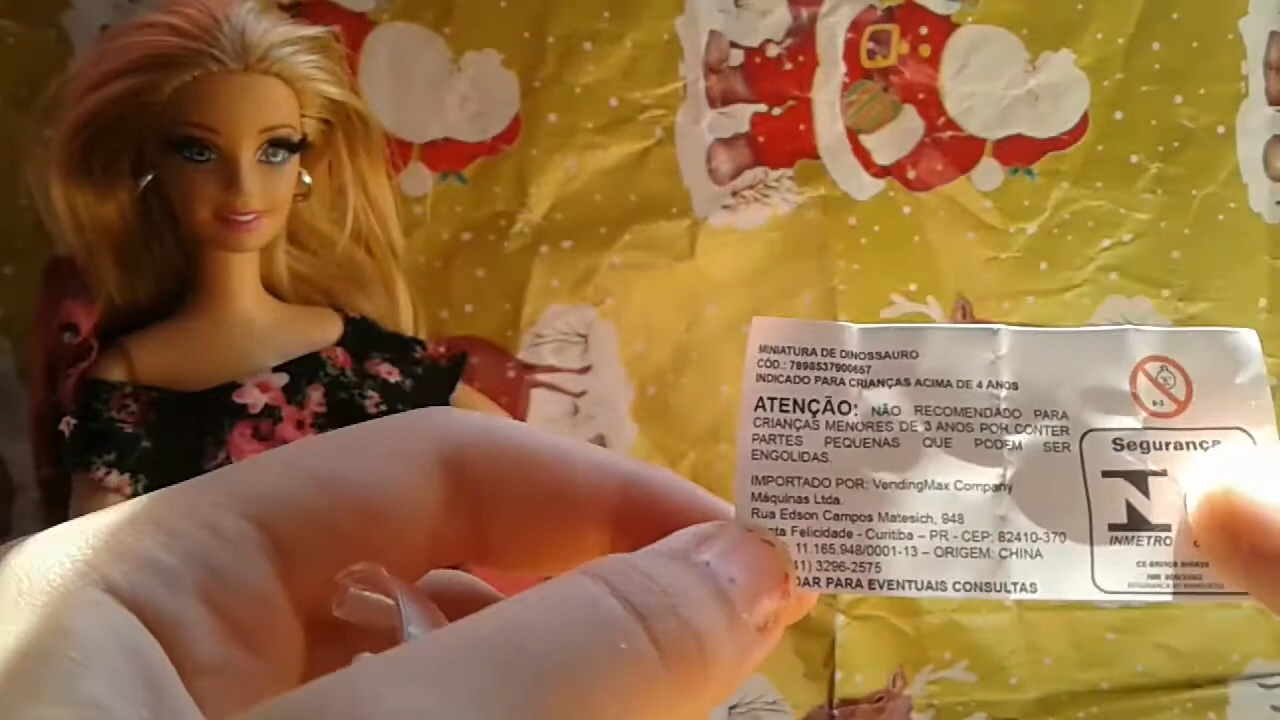 MINIATURA DE DINOSSAURO
CÓD.: 7898537900657
INDICADO PARA CRIANÇAS ACIMA DE 4 ANOS
ATENÇÃO: NÃO RECOMENDADO PARA
CRIANÇAS MENORES DE 3 ANOS POR CONTER
PARTES PEQUENAS QUE PODEM SER
ENGOLIDAS.
IMPORTADO POR: VendingMax Company
Máquinas Ltda.
Rua Edson Campos Matesich, 948
Felicidade - Curitiba – PR - CEP: 82410-370
11.165.948/0001-13 – ORIGEM: CHINA
41) 3296-2575
PARA EVENTUAIS CONSULTAS
0-3
Segurança
INMETRO